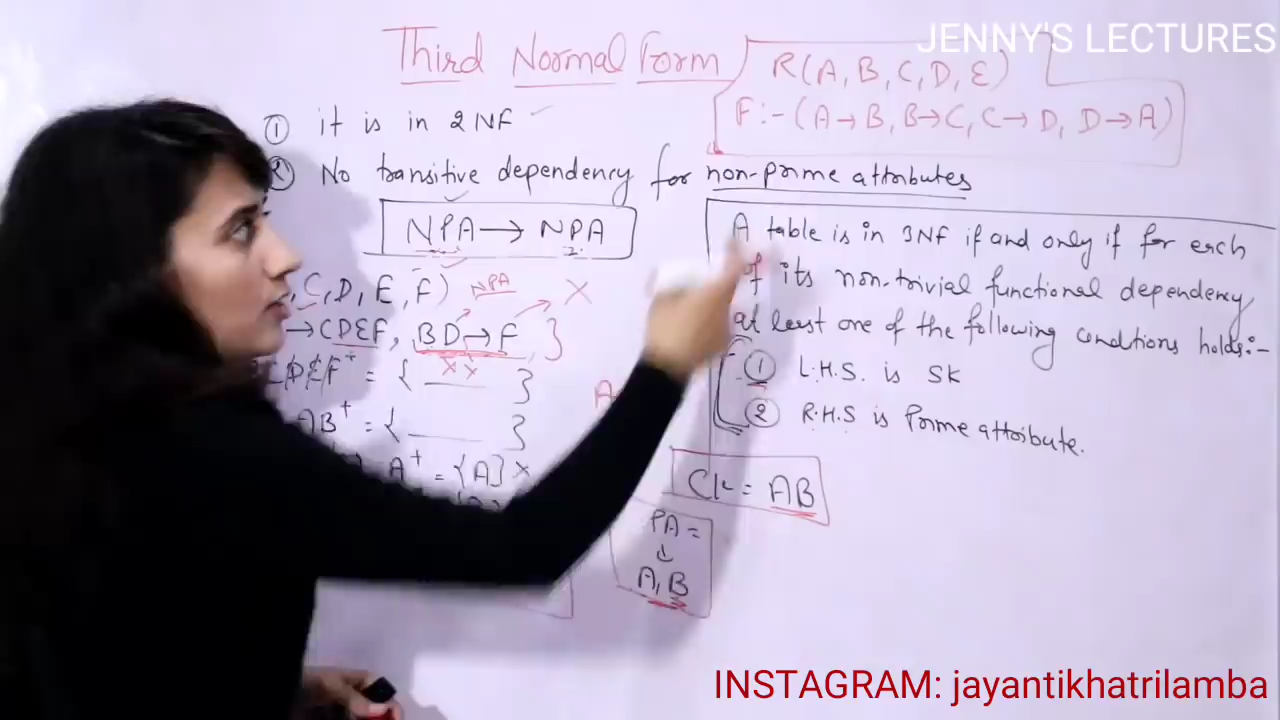 JENNY'S LECTURES
Third Normal Form
R(A, B, C, D, E)
F:- (A→B, B→C, C→D, D→A)
① it is in 2NF
② No transitive dependency for non-prime attributes
NPA → NPA
, C, D, E, F) NPA
→CDEF, BD→F } X
XX
F+ = { }
AB+ = { }
A+ = {A} X
A table is in 3NF if and only if for each
of its non-trivial functional dependency
at least one of the following conditions holds:-
① L.H.S. is SK
② R.H.S is Prime attribute.
CK = AB
PA =
↓
A, B
INSTAGRAM: jayantikhatrilamba